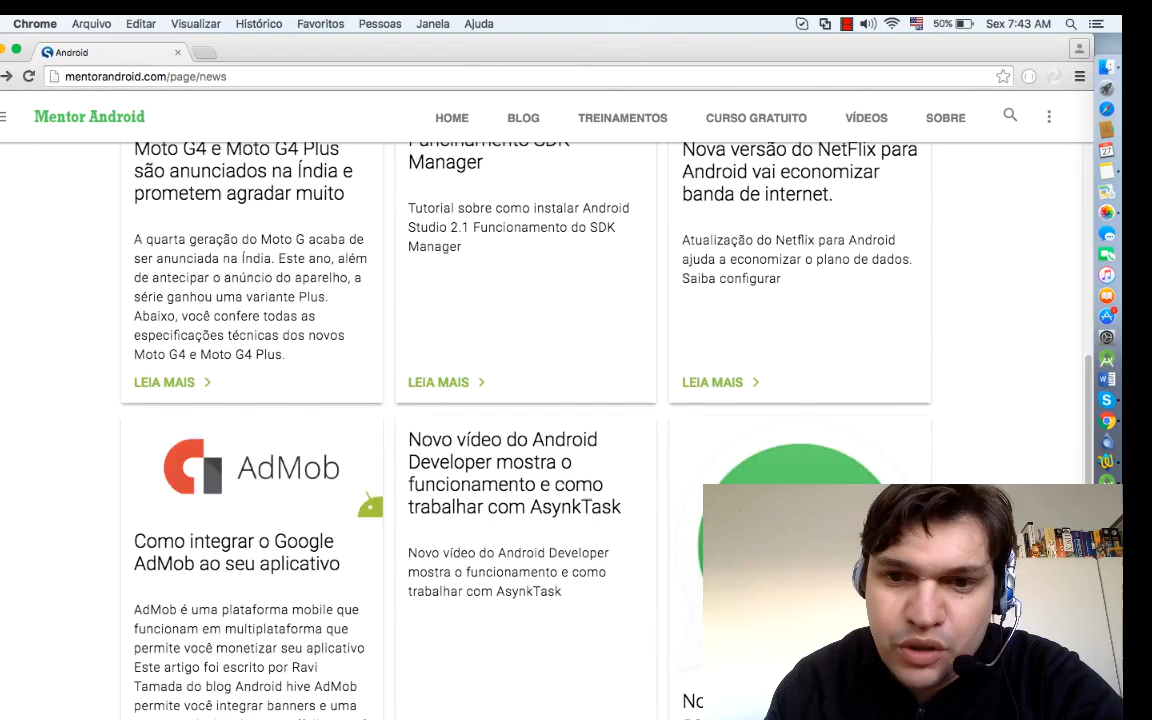 Chrome Arquivo Editar Visualizar Histórico Favoritos Pessoas Janela Ajuda
50% Sex 7:43 AM
Android
mentorandroid.com/page/news
Mentor Android
HOME BLOG TREINAMENTOS CURSO GRATUITO VÍDEOS SOBRE
Moto G4 e Moto G4 Plus
são anunciados na Índia e
prometem agradar muito
A quarta geração do Moto G acaba de
ser anunciada na Índia. Este ano, além
de antecipar o anúncio do aparelho, a
série ganhou uma variante Plus.
Abaixo, você confere todas as
especificações técnicas dos novos
Moto G4 e Moto G4 Plus.
LEIA MAIS
Funcinamento SDK
Manager
Tutorial sobre como instalar Android
Studio 2.1 Funcionamento do SDK
Manager
LEIA MAIS
Nova versão do NetFlix para
Android vai economizar
banda de internet.
Atualização do Netflix para Android
ajuda a economizar o plano de dados.
Saiba configurar
LEIA MAIS
AdMob
Como integrar o Google
AdMob ao seu aplicativo
AdMob é uma plataforma mobile que
funcionam em multiplataforma que
permite você monetizar seu aplicativo
Este artigo foi escrito por Ravi
Tamada do blog Android hive AdMob
permite você integrar banners e uma
Novo vídeo do Android
Developer mostra o
funcionamento e como
trabalhar com AsynkTask
Novo vídeo do Android Developer
mostra o funcionamento e como
trabalhar com AsynkTask